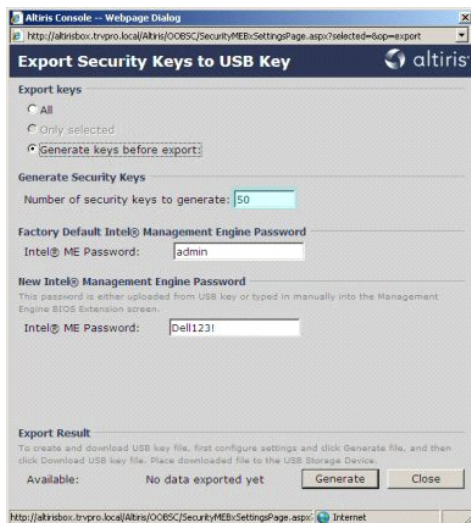 Altiris Console -- Webpage Dialog
http://altirisbox.trvpro.local/Altiris/OOBSC/SecurityMEBxSettingsPage.aspx?selected=&op=export
Export Security Keys to USB Key
altiris
Export keys
All
Only selected
Generate keys before export:
Generate Security Keys
Number of security keys to generate: 50
Factory Default Intel® Management Engine Password
Intel® ME Password: admin
New Intel® Management Engine Password
This password is either uploaded from USB key or typed in manually into the Management
Engine BIOS Extension screen.
Intel® ME Password: Dell123!
Export Result
To create and download USB key file, first configure settings and click Generate file, and then
click Download USB key file. Place downloaded file to the USB Storage Device.
Available: No data exported yet Generate Close
http://altirisbox.trvpro.local/Altiris/OOBSC/SecurityMEBxSettingsPage.aspx? Internet